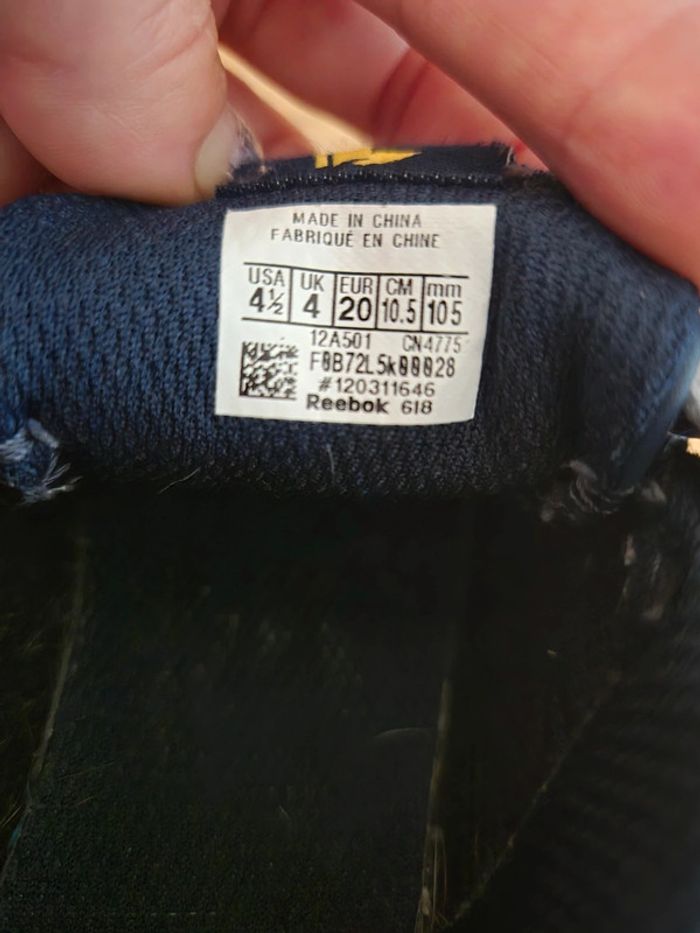 MADE IN CHINA
FABRIQUÉ EN CHINE
USA UK EUR CM mm
4½ 4 20 10.5 105
12A501 CN4775
F0B72L5k00028
#120311646
Reebok 618